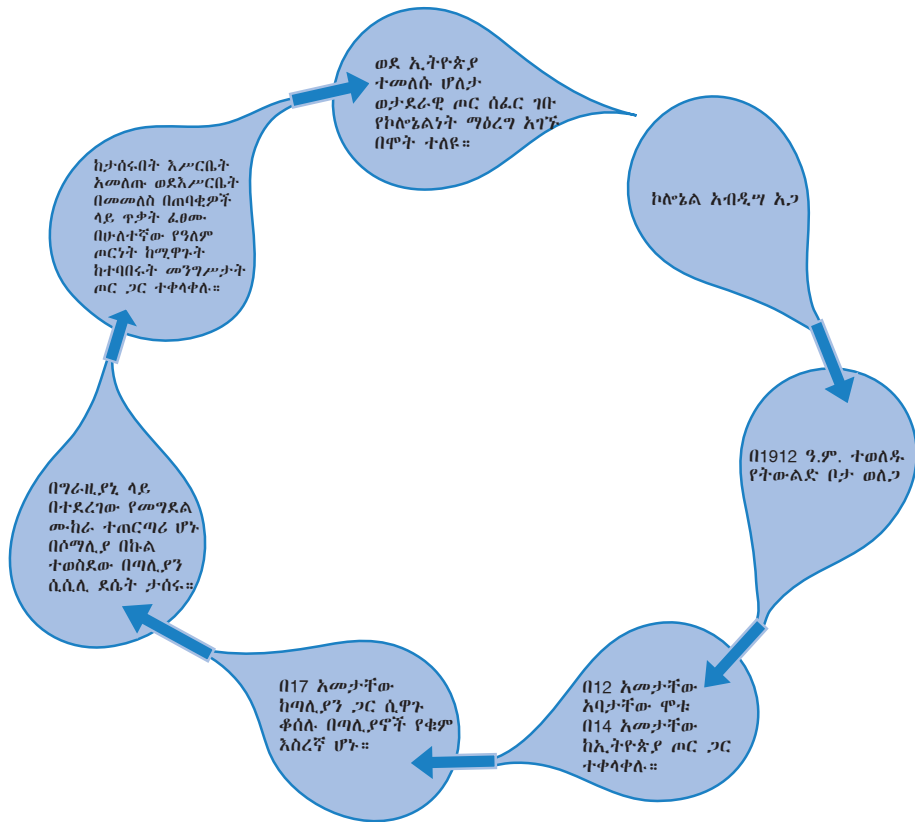 ኮሎኔል አብዲሣ አጋ
በ1912 ዓ.ም. ተወለዱ
የትውልድ ቦታ ወለጋ
በ12 አመታቸው
አባታቸው ሞቱ
በ14 አመታቸው
ከኢትዮጵያ ጦር ጋር
ተቀላቀሉ።
በ17 አመታቸው
ከጣሊያን ጋር ሲዋጉ
ቆሰሉ በጣሊያኖች የቁም
እስረኛ ሆኑ።
በግራዚያኒ ላይ
በተደረገው የመግደል
ሙከራ ተጠርጣሪ ሆኑ
በሶማሊያ በኩል
ተወስደው በጣሊያን
ሲሲሊ ደሴት ታሰሩ።
ከታሰሩበት እሥርቤት
አመለጡ ወደእሥርቤት
በመመለስ በጠባቂዎች
ላይ ጥቃት ፈፀሙ
በሁለተኛው የዓለም
ጦርነት ከሚዋጉት
ከተባበሩት መንግሥታት
ጦር ጋር ተቀላቀሉ።
ወደ ኢትዮጵያ
ተመለሱ ሆለታ
ወታደራዊ ጦር ሰፈር ገቡ
የኮሎኔልነት ማዕረግ አገኙ
በሞት ተለዩ።